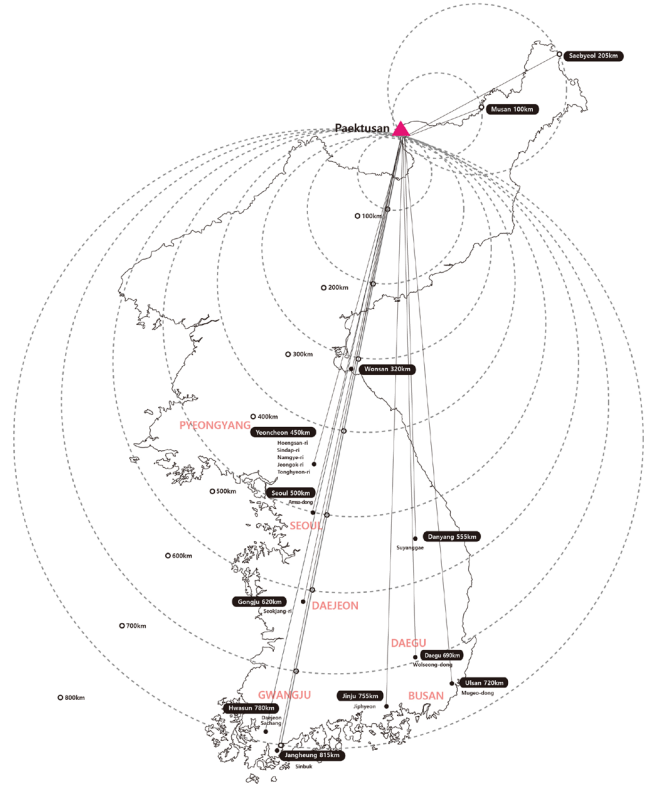 Saebyeol 205km
Musan 100km
Paektusan
100km
200km
300km
Wonsan 320km
400km
PYEONGYANG
Yeoncheon 450km
Hoengsan-ri
Sindap-ri
Namgye-ri
Jeongok-ri
Tonghyeon-ri
500km
Seoul 500km
Amsa-dong
SEOUL
Danyang 555km
Suyanggae
600km
Gongju 620km
Seokjang-ri
DAEJEON
700km
DAEGU
Daegu 690km
Wolseong-dong
Ulsan 720km
Mugeo-dong
800km
GWANGJU
Jinju 755km
Jiphyeon
BUSAN
Hwasun 780km
Daejeon
Sachang
Jangheung 815km
Sinbuk